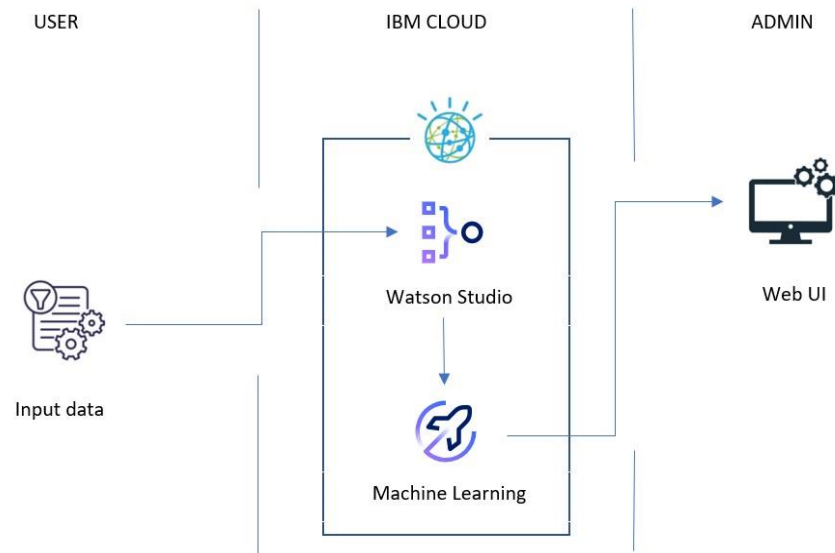 USER
IBM CLOUD
ADMIN
Watson Studio
Web UI
Input data
Machine Learning